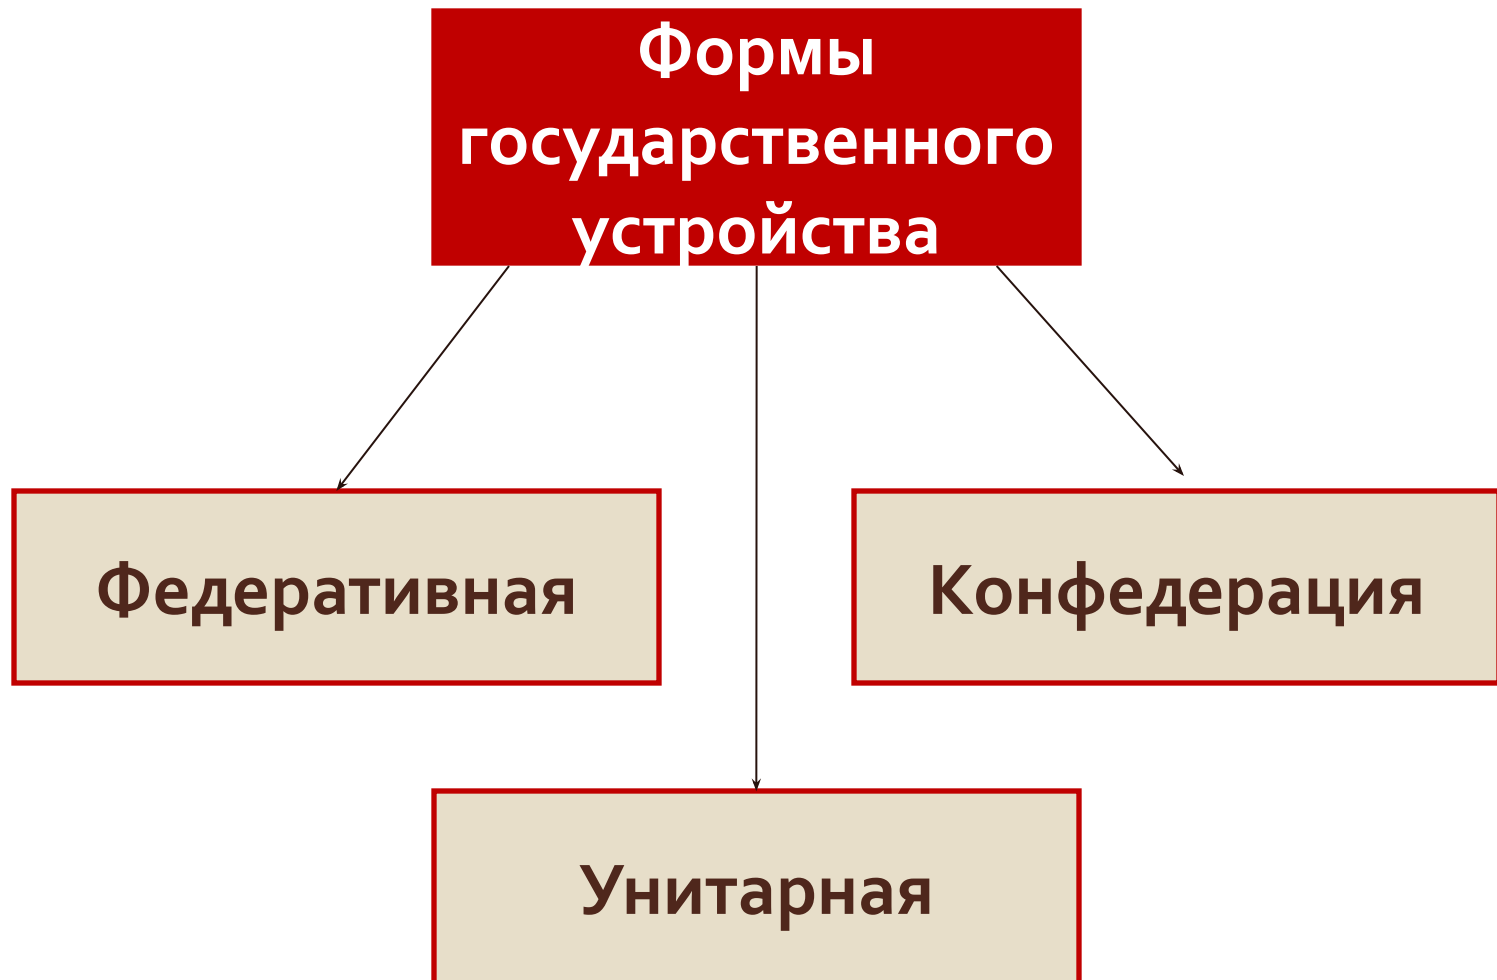 Формы
государственного
устройства
Федеративная
Конфедерация
Унитарная